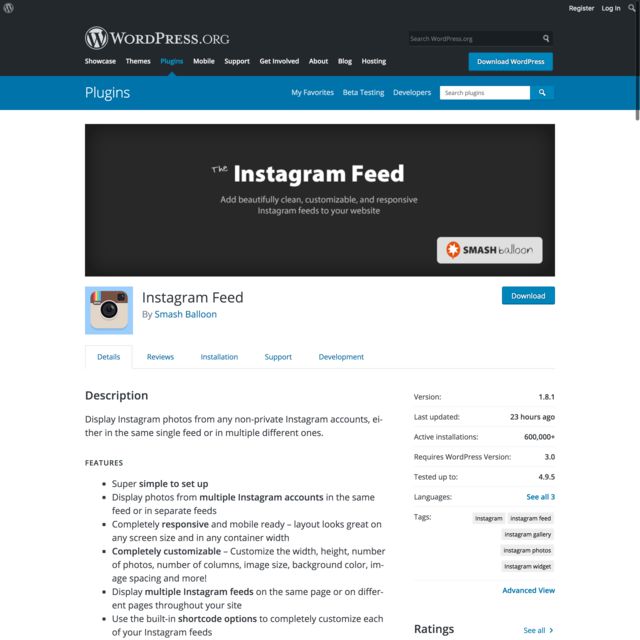 Register Log In
WORDPRESS.ORG
Search WordPress.org
Showcase Themes Plugins Mobile Support Get Involved About Blog Hosting
Download WordPress
Plugins
My Favorites Beta Testing Developers
Search plugins
The Instagram Feed
Add beautifully clean, customizable, and responsive
Instagram feeds to your website
SMASH balloon
Instagram Feed
By Smash Balloon
Download
Details Reviews Installation Support Development
Description
Display Instagram photos from any non-private Instagram accounts, ei-
ther in the same single feed or in multiple different ones.
FEATURES
• Super simple to set up
• Display photos from multiple Instagram accounts in the same
feed or in separate feeds
• Completely responsive and mobile ready – layout looks great on
any screen size and in any container width
• Completely customizable – Customize the width, height, number
of photos, number of columns, image size, background color, im-
age spacing and more!
• Display multiple Instagram feeds on the same page or on differ-
ent pages throughout your site
• Use the built-in shortcode options to completely customize each
of your Instagram feeds
Version: 1.8.1
Last updated: 23 hours ago
Active installations: 600,000+
Requires WordPress Version: 3.0
Tested up to: 4.9.5
Languages: See all 3
Tags: Instagram instagram feed
instagram gallery
instagram photos
Instagram widget
Advanced View
Ratings See all